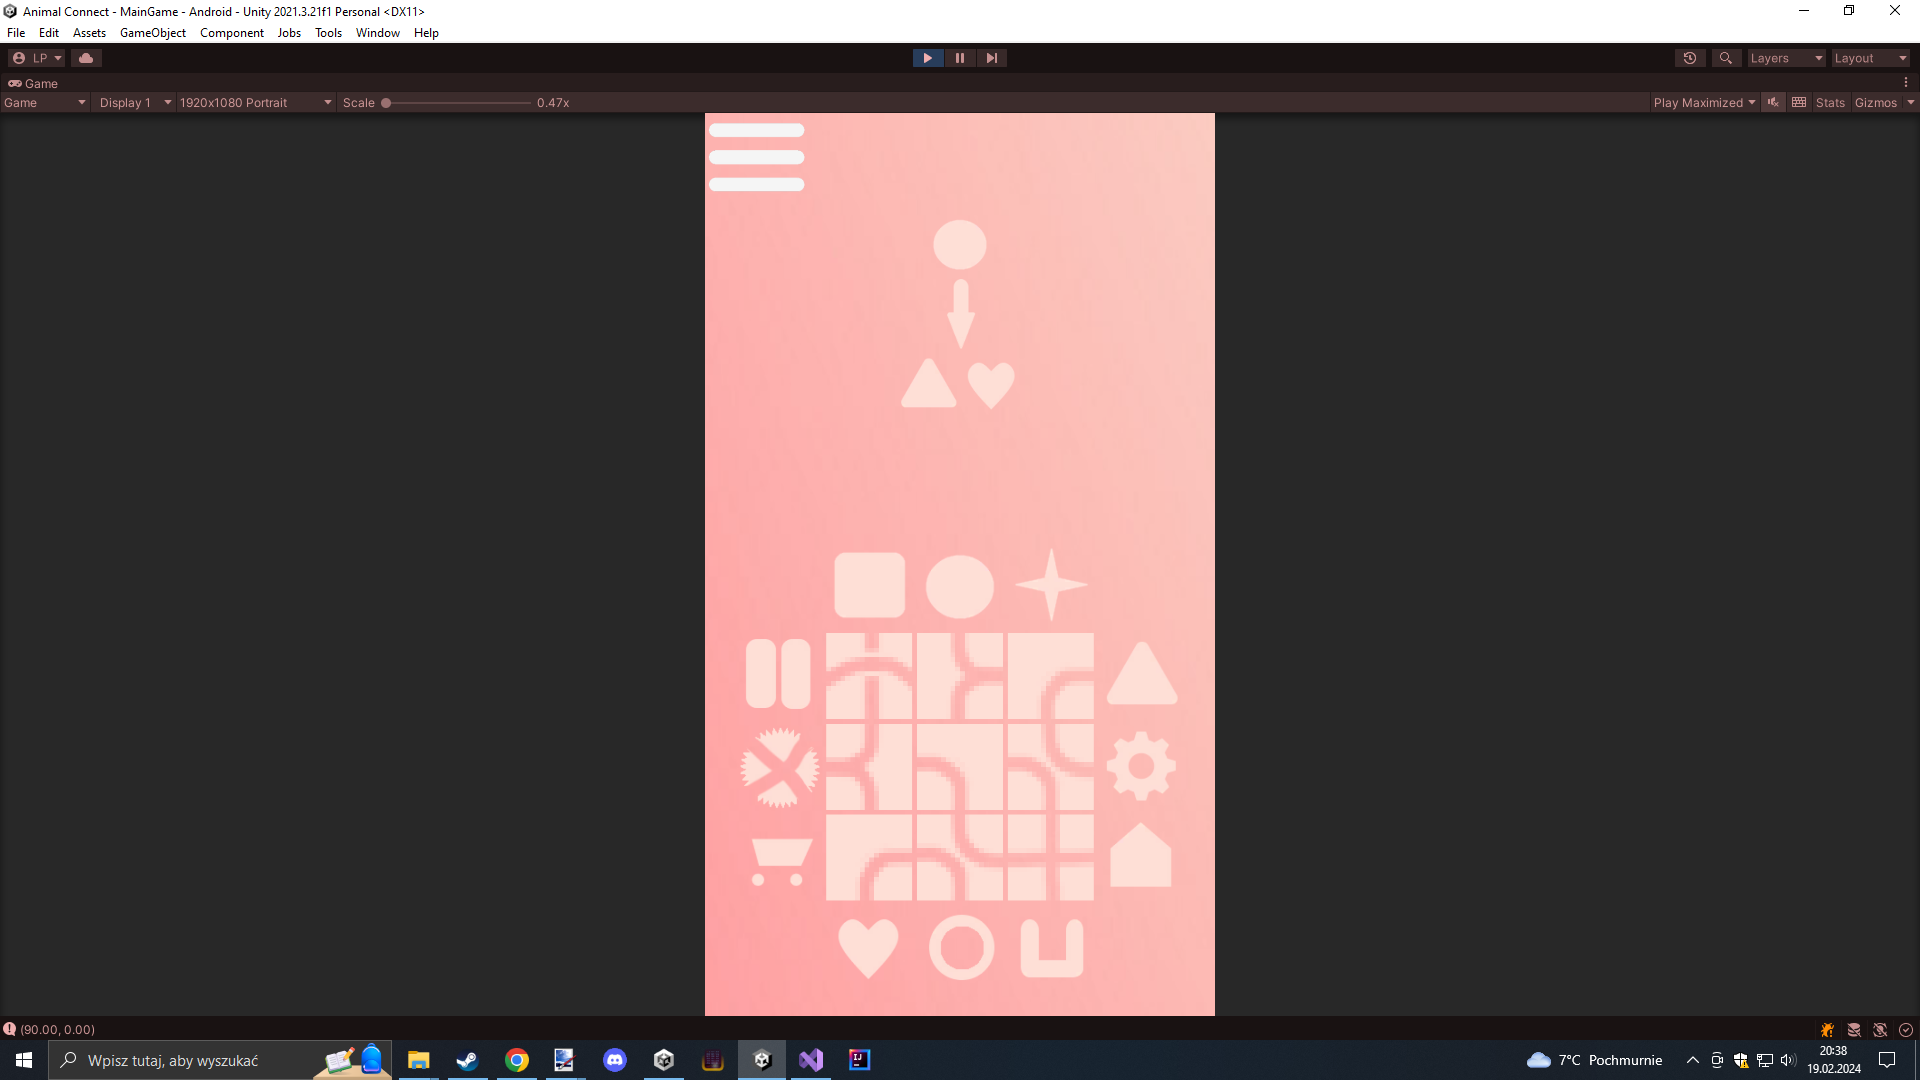 Animal Connect - MainGame - Android - Unity 2021.3.21f1 Personal <DX11>
File Edit Assets GameObject Component Jobs Tools Window Help
LP Layers Layout
Game
Game Display 1 1920x1080 Portrait Scale 0.47x Play Maximized Stats Gizmos
(90.00, 0.00)
Wpisz tutaj, aby wyszukać 7°C Pochmurnie 20:38
19.02.2024